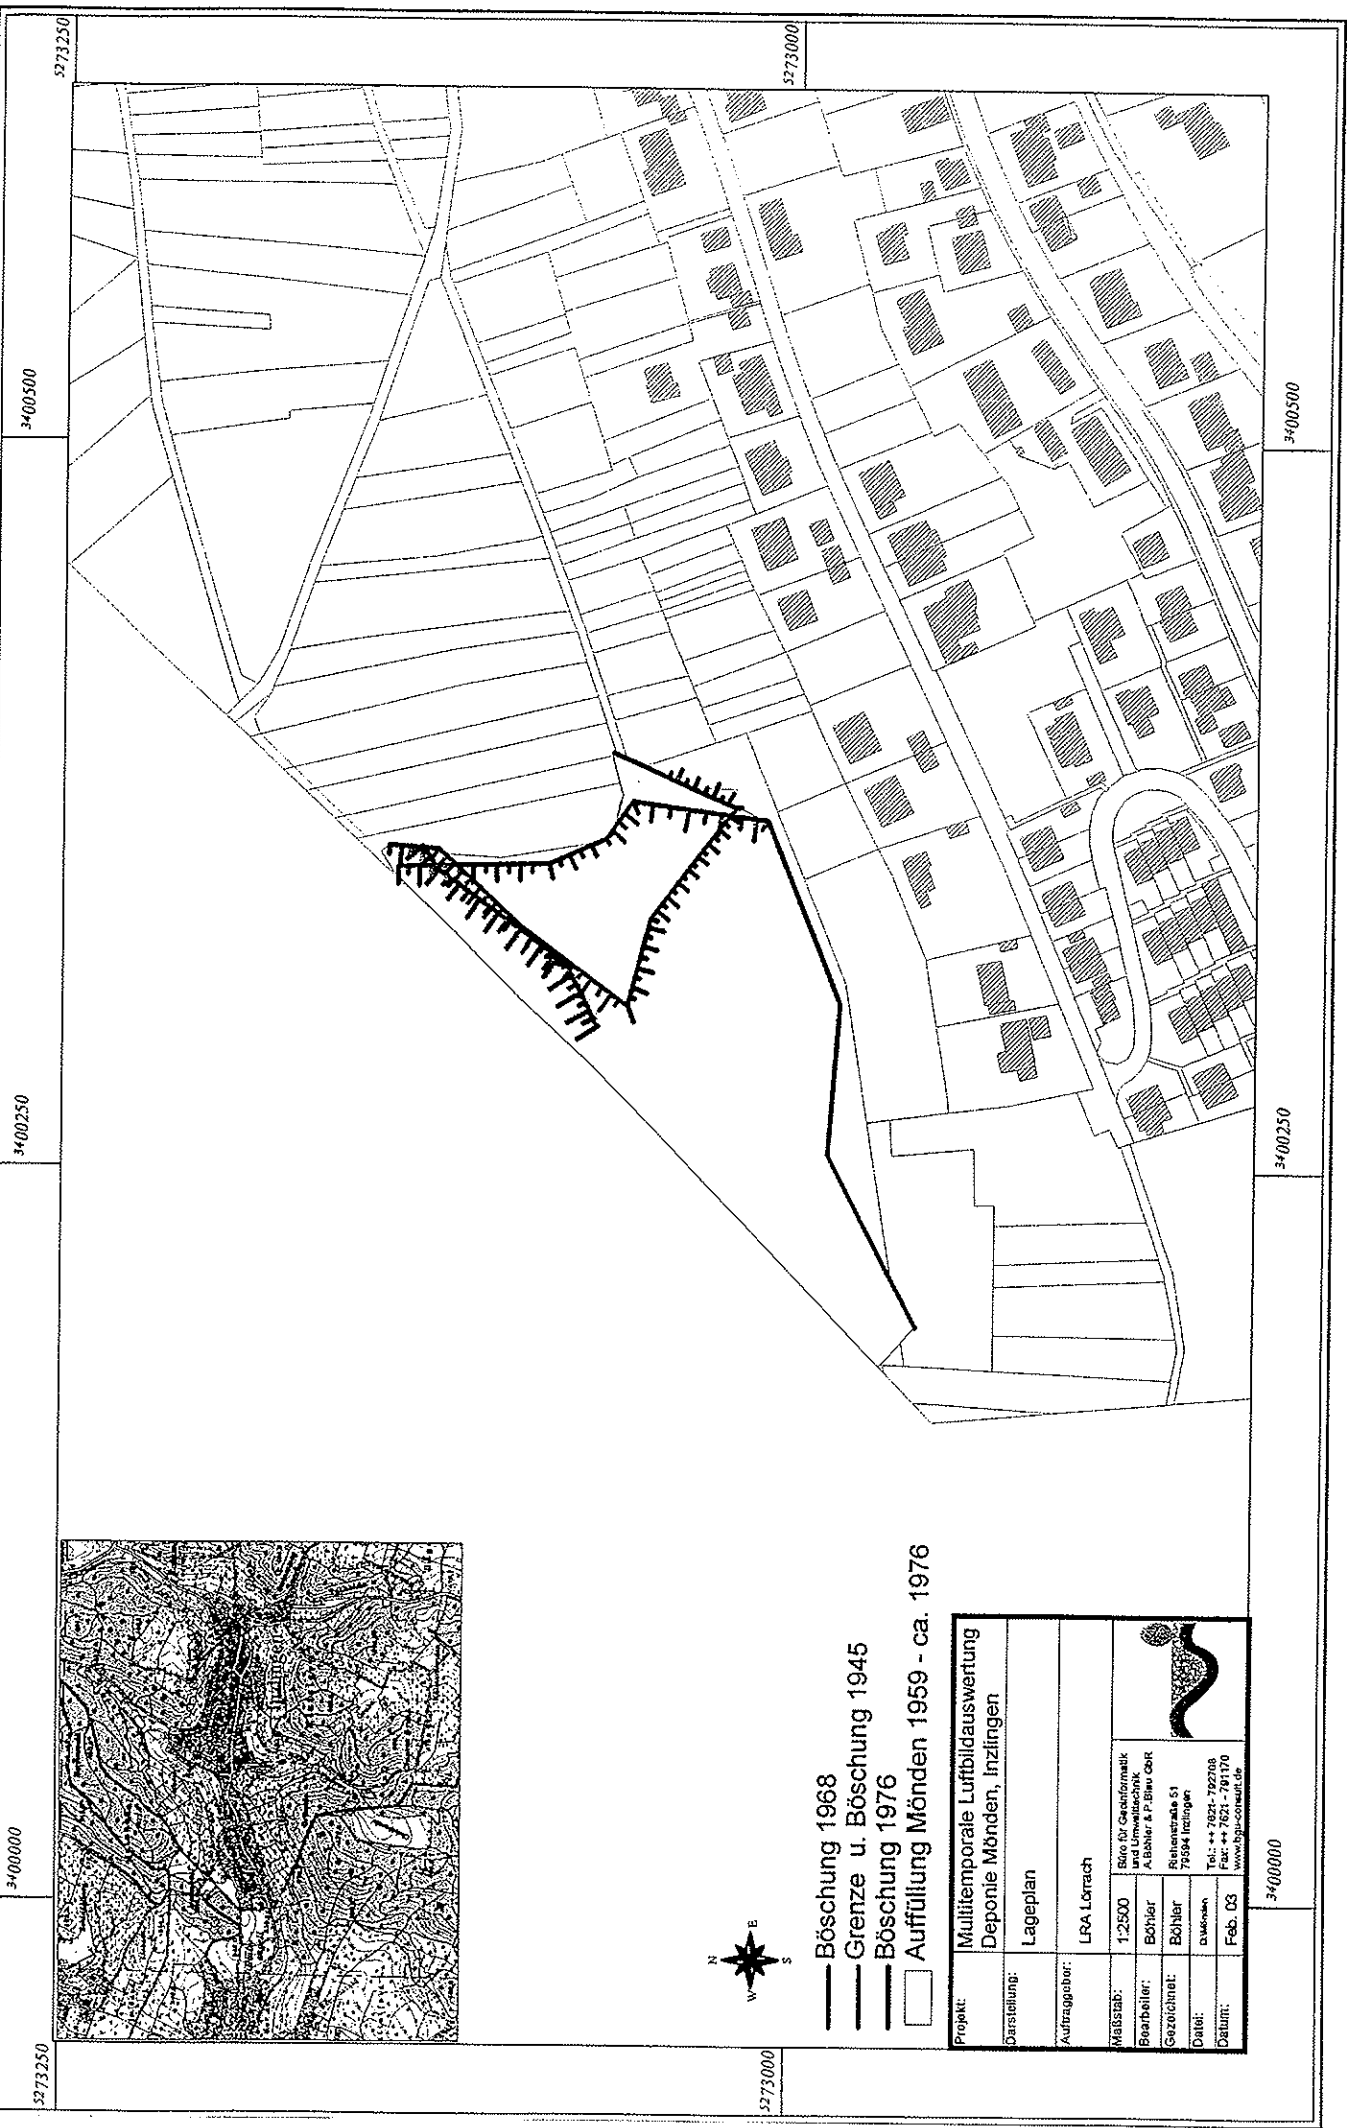 5273250
3400000
3400250
3400500
5273250
5273000
5273000
3400000
3400250
3400500
Inzlingen
N
W E
S
Böschung 1968
Grenze u. Böschung 1945
Böschung 1976
Auffüllung Mönden 1959 - ca. 1976
Projekt: Multitemporale Luftbildauswertung
Deponie Mönden, Inzlingen
Darstellung: Lageplan
Auftraggeber: LRA Lörrach
Maßstab: 1:2500
Bearbeiter: Böhler
Gezeichnet: Böhler
Datei: D.Mönden
Datum: Feb. 03
Büro für Geoinformatik
und Umwelttechnik
A.Böhler & P.Blau GbR
Riehenstraße 51
79594 Inzlingen
Tel.: ++ 7621 - 792708
Fax: ++ 7621 - 791170
www.bgu-consult.de